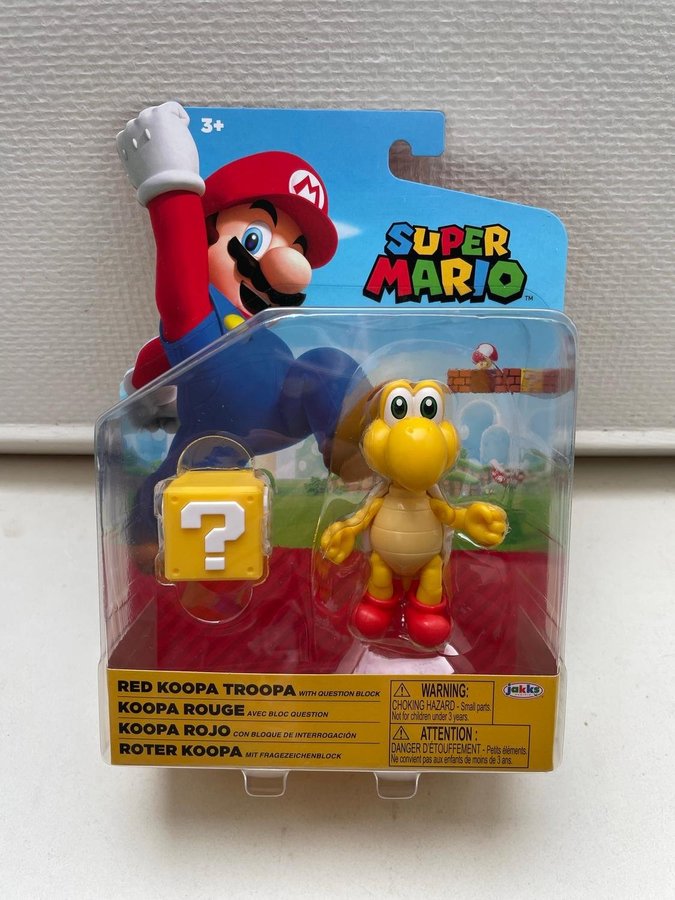 3+
M
SUPER
MARIO™
?
RED KOOPA TROOPA WITH QUESTION BLOCK
KOOPA ROUGE AVEC BLOC QUESTION
KOOPA ROJO CON BLOQUE DE INTERROGACIÓN
ROTER KOOPA MIT FRAGEZEICHENBLOCK
WARNING:
CHOKING HAZARD - Small parts.
Not for children under 3 years.
ATTENTION :
DANGER D'ÉTOUFFEMENT - Petits éléments.
Ne convient pas aux enfants de moins de 3 ans.
jakks